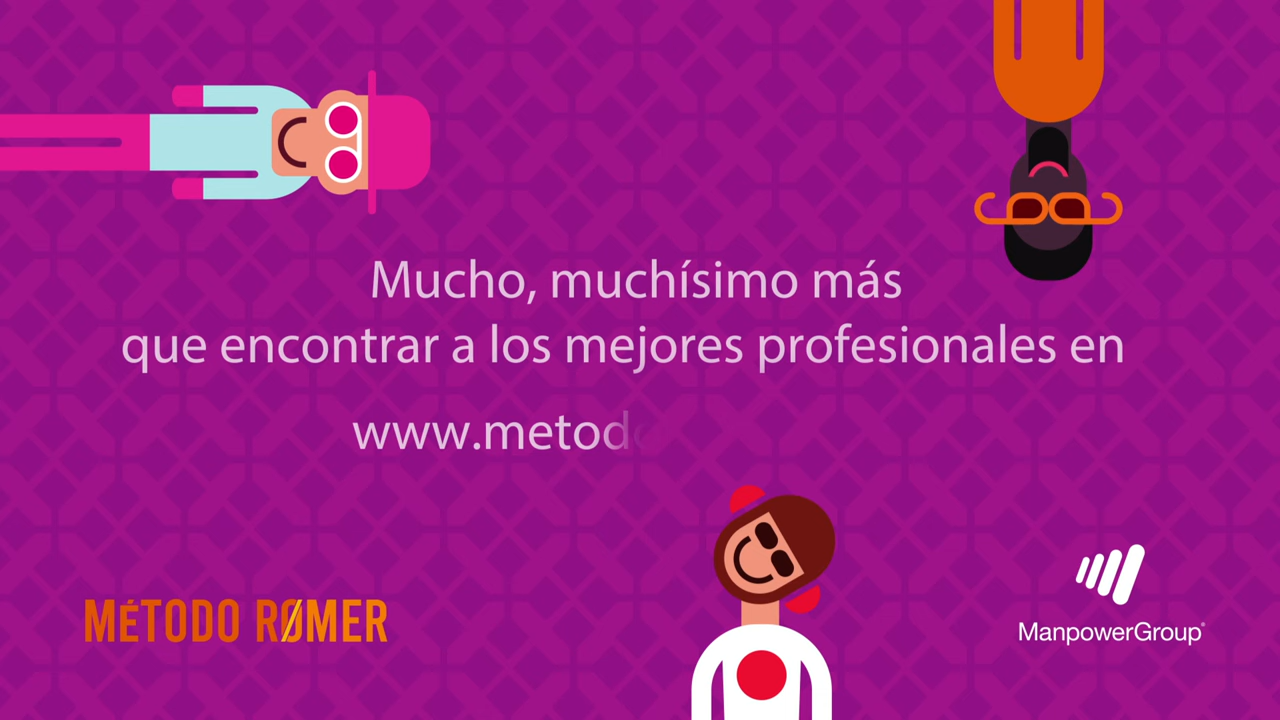 Mucho, muchísimo más
que encontrar a los mejores profesionales en
www.metod
MÉTODO RØMER
ManpowerGroup